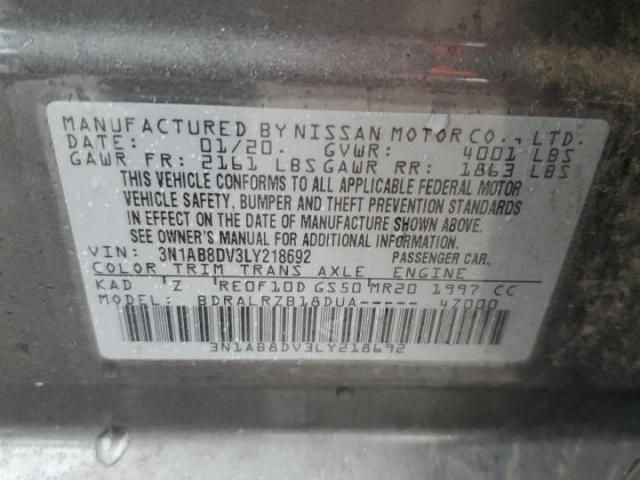 MANUFACTURED BY NISSAN MOTOR CO., LTD.
DATE: 01/20. GVWR: 4001 LBS
GAWR FR: 2161 LBS GAWR RR: 1863 LBS
THIS VEHICLE CONFORMS TO ALL APPLICABLE FEDERAL MOTOR
VEHICLE SAFETY, BUMPER AND THEFT PREVENTION STANDARDS
IN EFFECT ON THE DATE OF MANUFACTURE SHOWN ABOVE.
SEE OWNER'S MANUAL FOR ADDITIONAL INFORMATION
VIN: 3N1AB8DV3LY218692 PASSENGER CAR.
COLOR TRIM TRANS AXLE ENGINE
KAD Z RE0F10D GS50 MR20 1997 CC
BDRALRZB18DUA----- 4Z000
3N1AB8DV3LY218692